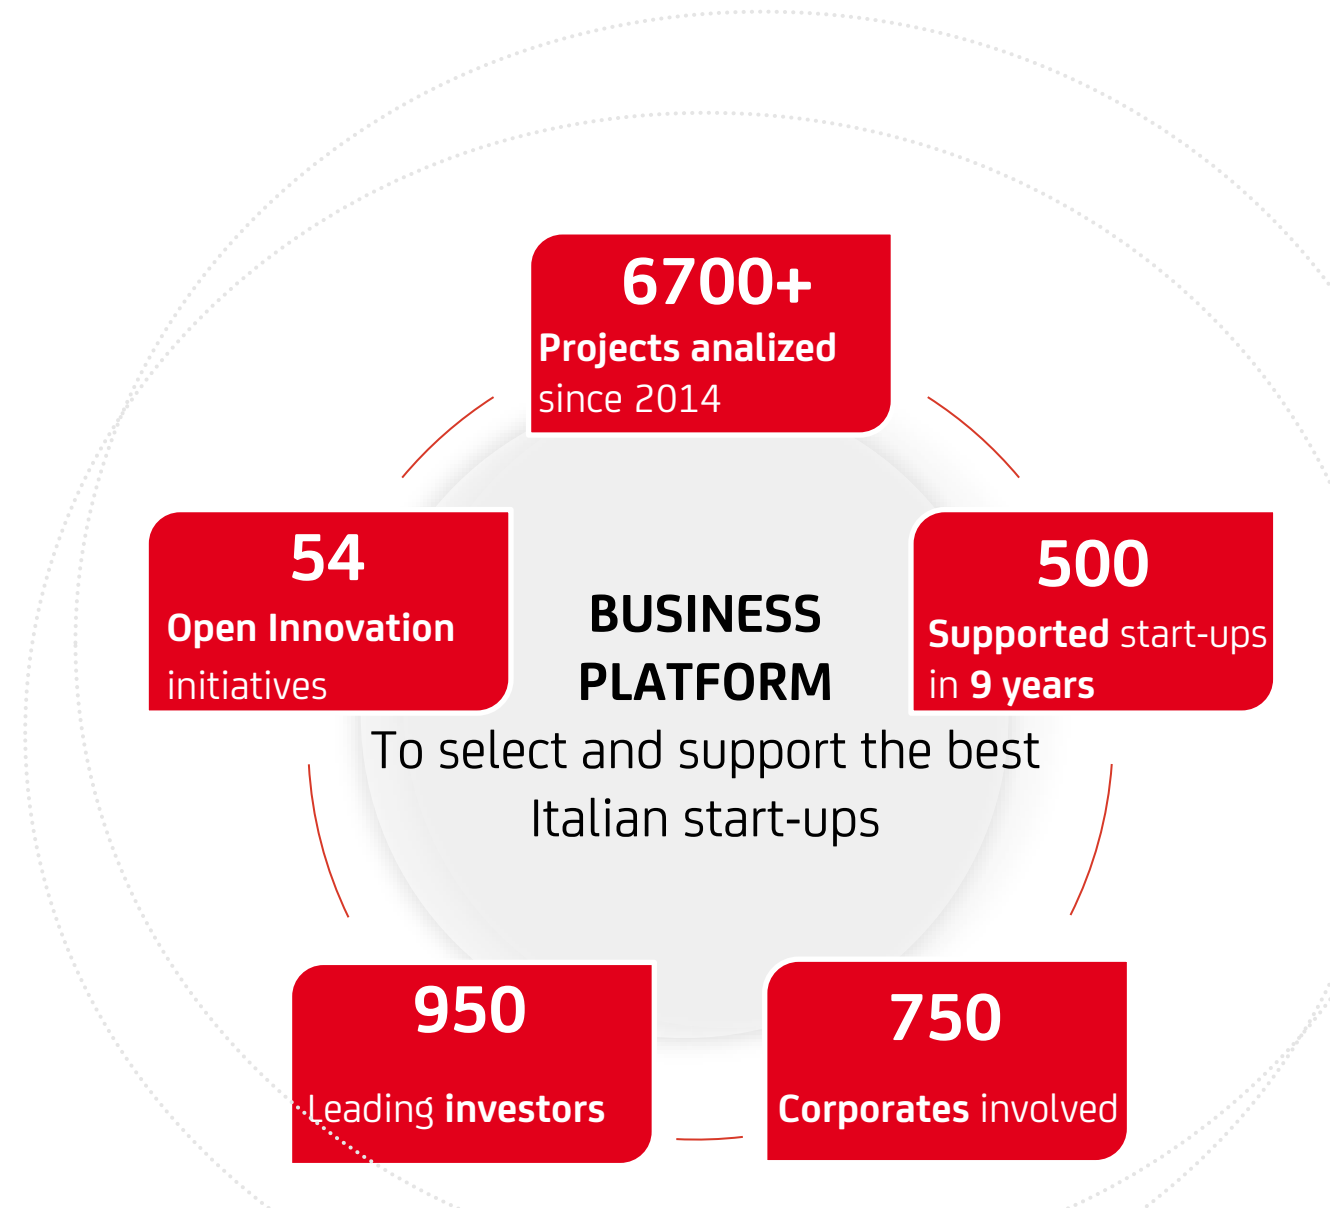 6700+
Projects analized
since 2014
54
Open Innovation
initiatives
500
Supported start-ups
in 9 years
BUSINESS
PLATFORM
To select and support the best
Italian start-ups
950
Leading investors
750
Corporates involved